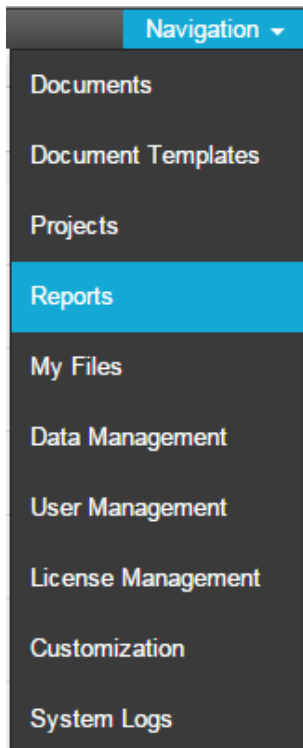 Navigation
Documents
Document Templates
Projects
Reports
My Files
Data Management
User Management
License Management
Customization
System Logs